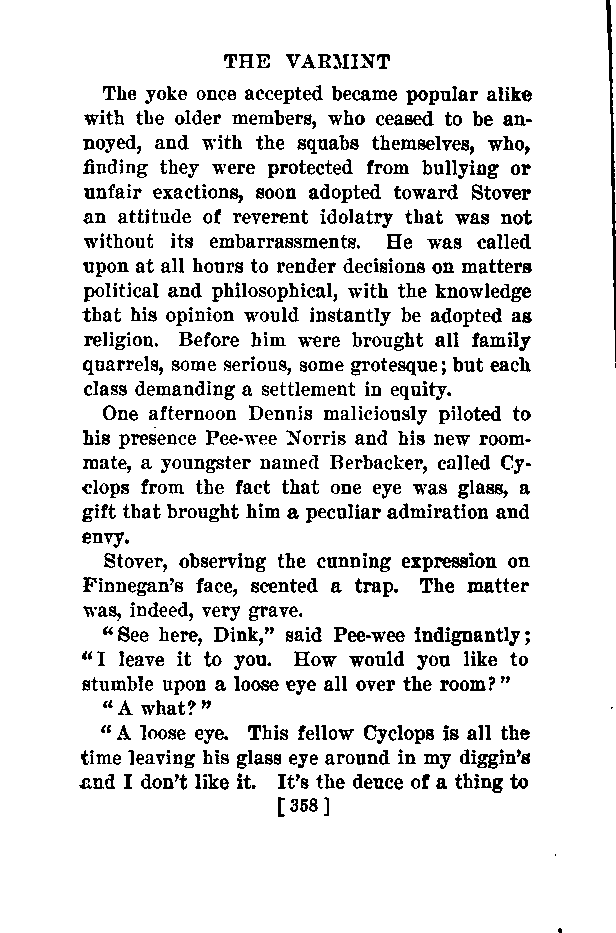 THE VARMINT
The yoke once accepted became popular alike
with the older members, who ceased to be an-
noyed, and with the squabs themselves, who,
finding they were protected from bullying or
unfair exactions, soon adopted toward Stover
an attitude of reverent idolatry that was not
without its embarrassments. He was called
upon at all hours to render decisions on matters
political and philosophical, with the knowledge
that his opinion would instantly be adopted as
religion. Before him were brought all family
quarrels, some serious, some grotesque; but each
class demanding a settlement in equity.
One afternoon Dennis maliciously piloted to
his presence Pee-wee Norris and his new room-
mate, a youngster named Berbacker, called Cy-
clops from the fact that one eye was glass, a
gift that brought him a peculiar admiration and
envy.
Stover, observing the cunning expression on
Finnegan's face, scented a trap. The matter
was, indeed, very grave.
"See here, Dink," said Pee-wee indignantly;
"I leave it to you. How would you like to
stumble upon a loose eye all over the room?"
"A what?"
"A loose eye. This fellow Cyclops is all the
time leaving his glass eye around in my diggin's
and I don't like it. It's the deuce of a thing to
[358]